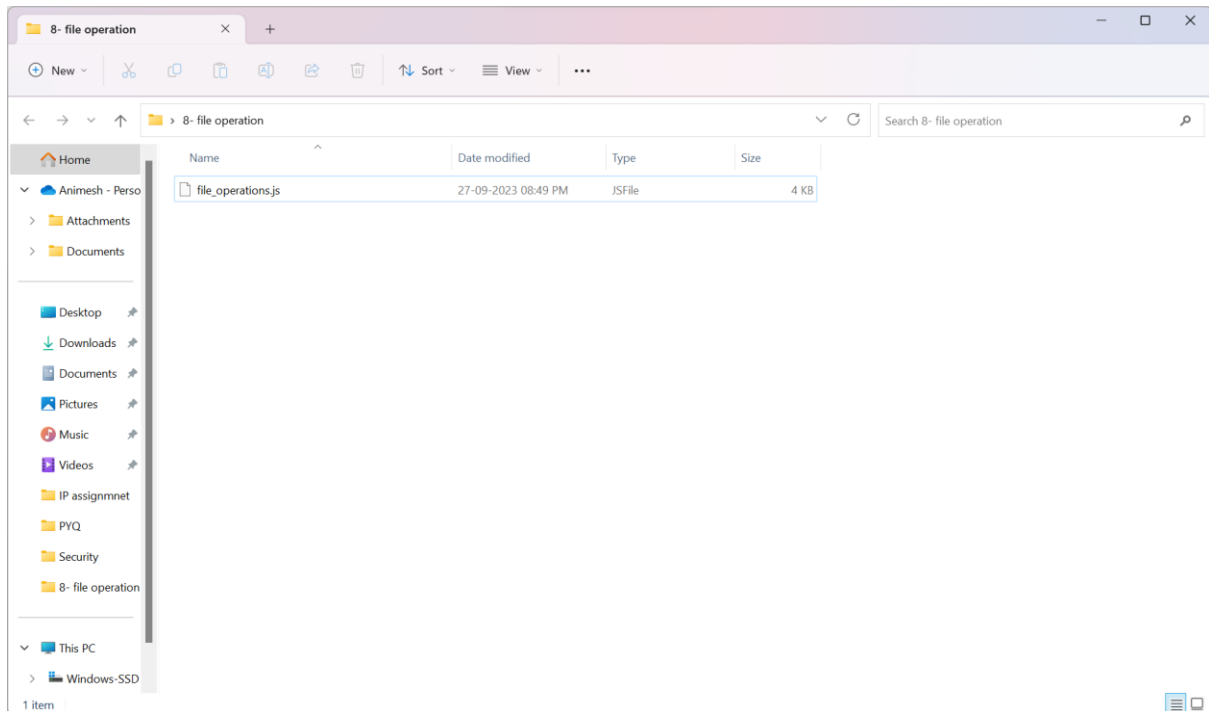 8- file operation
New
Sort
View
8- file operation
Search 8- file operation
Home
Name
Date modified
Type
Size
Animesh - Perso
file_operations.js
27-09-2023 08:49 PM
JSFile
4 KB
Attachments
Documents
Desktop
Downloads
Documents
Pictures
Music
Videos
IP assignmnet
PYQ
Security
8- file operation
This PC
Windows-SSD
1 item